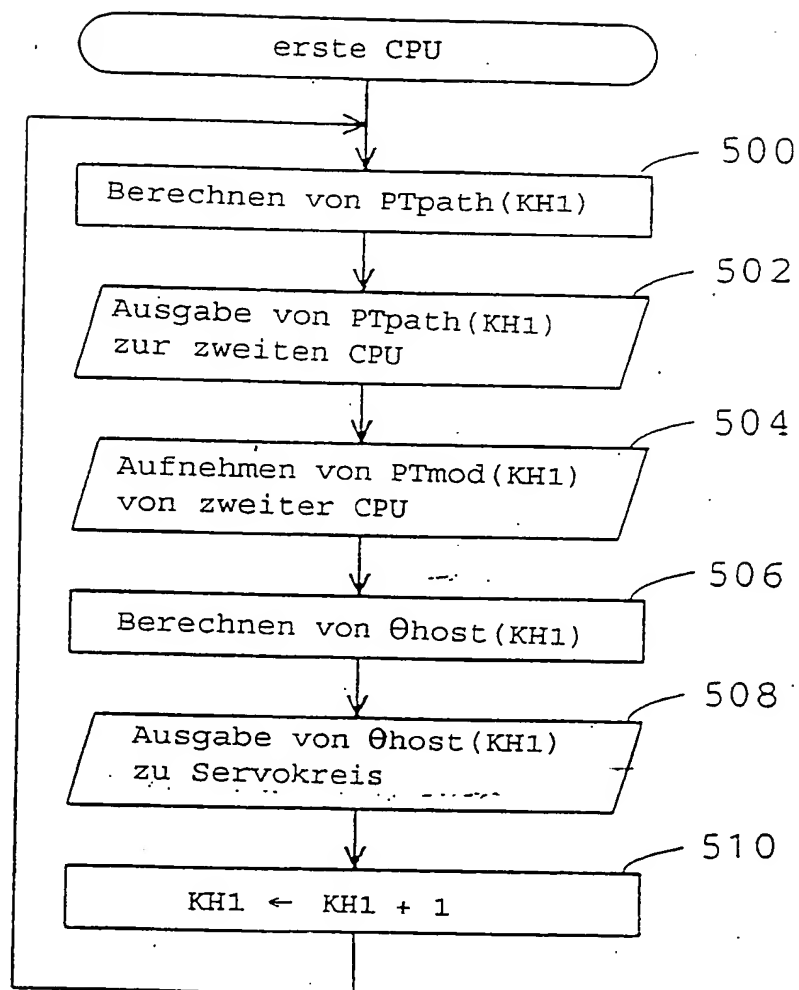 erste CPU
500
Berechnen von PTpath(KH1)
502
Ausgabe von PTpath(KH1)
zur zweiten CPU
504
Aufnehmen von PTmod(KH1)
von zweiter CPU
506
Berechnen von θhost(KH1)
508
Ausgabe von θhost(KH1)
zu Servokreis
510
KH1 ← KH1 + 1